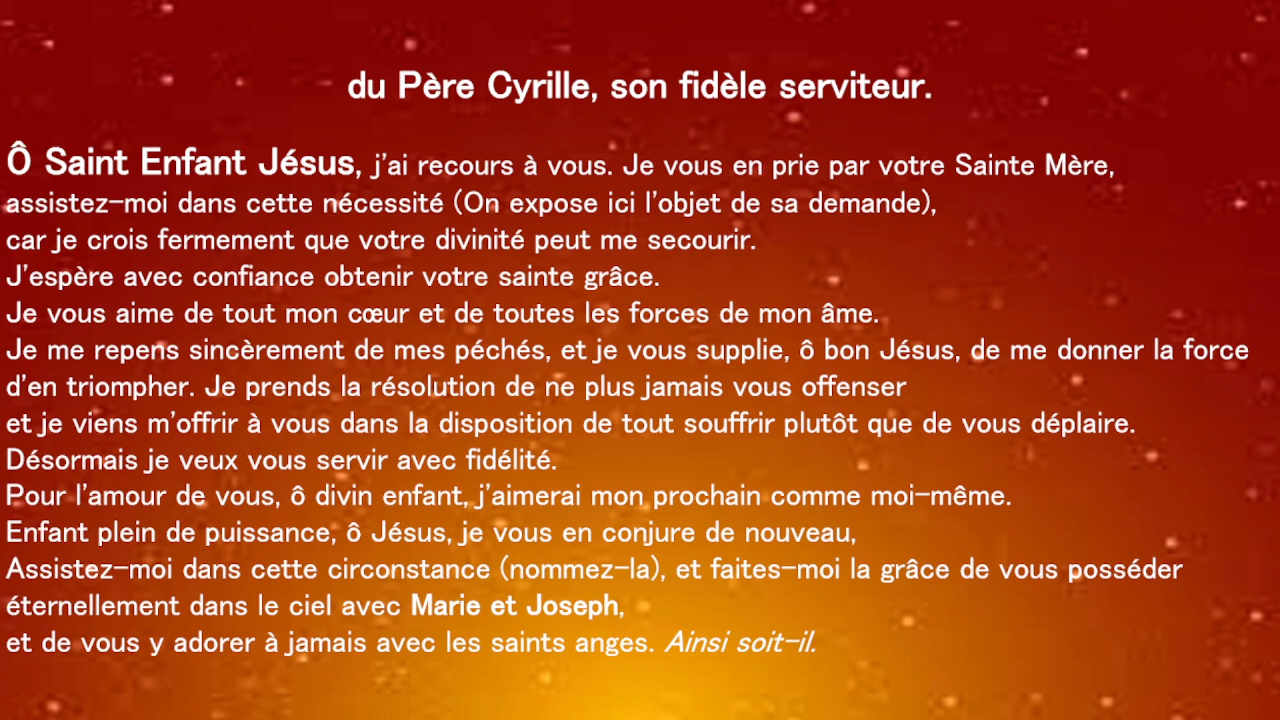 du Père Cyrille, son fidèle serviteur.
Ô Saint Enfant Jésus, j'ai recours à vous. Je vous en prie par votre Sainte Mère,
assistez-moi dans cette nécessité (On expose ici l'objet de sa demande),
car je crois fermement que votre divinité peut me secourir.
J'espère avec confiance obtenir votre sainte grâce.
Je vous aime de tout mon cœur et de toutes les forces de mon âme.
Je me repens sincèrement de mes péchés, et je vous supplie, ô bon Jésus, de me donner la force
d'en triompher. Je prends la résolution de ne plus jamais vous offenser
et je viens m'offrir à vous dans la disposition de tout souffrir plutôt que de vous déplaire.
Désormais je veux vous servir avec fidélité.
Pour l'amour de vous, ô divin enfant, j'aimerai mon prochain comme moi-même.
Enfant plein de puissance, ô Jésus, je vous en conjure de nouveau,
Assistez-moi dans cette circonstance (nommez-la), et faites-moi la grâce de vous posséder
éternellement dans le ciel avec Marie et Joseph,
et de vous y adorer à jamais avec les saints anges. Ainsi soit-il.